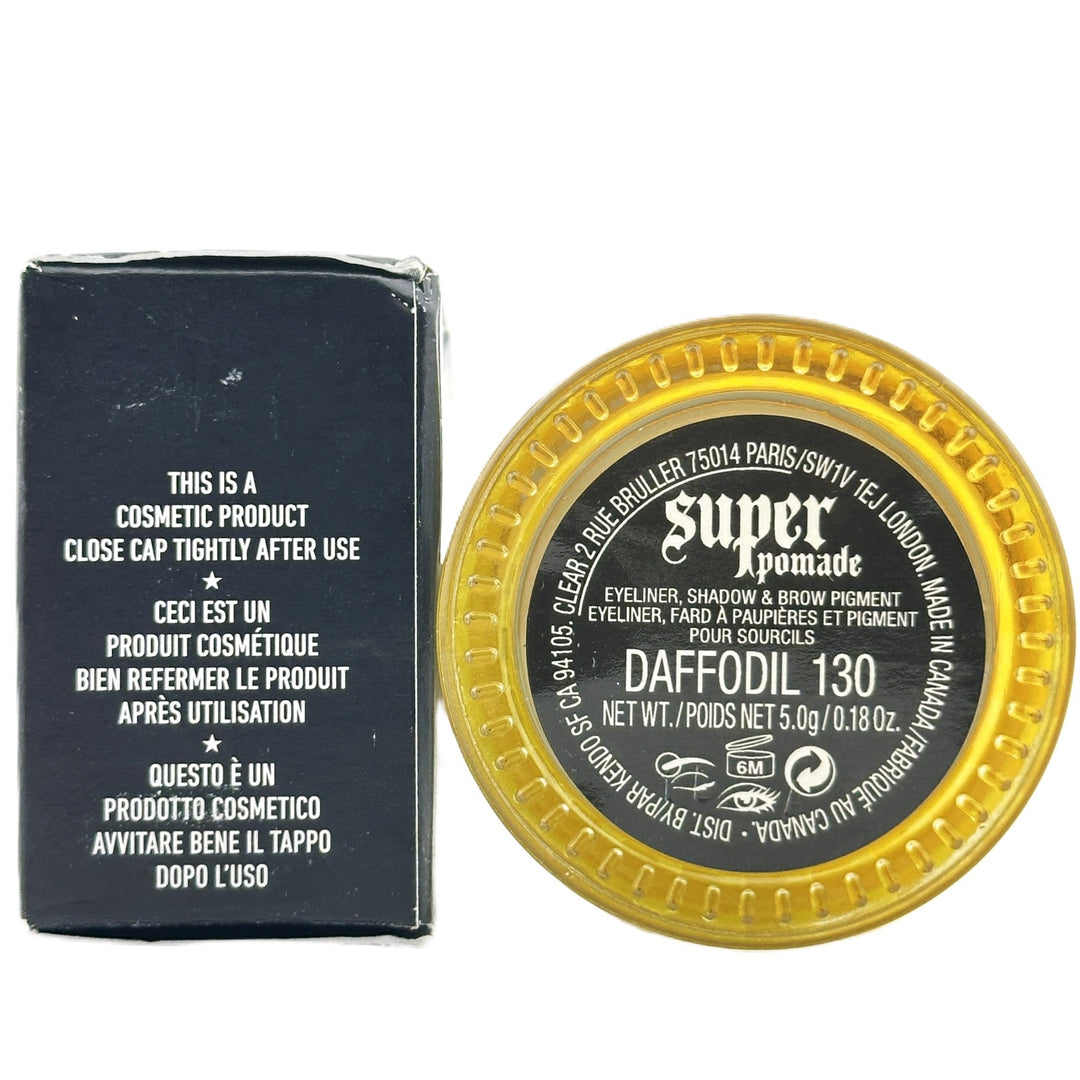 THIS IS A
COSMETIC PRODUCT
CLOSE CAP TIGHTLY AFTER USE
CECI EST UN
PRODUIT COSMÉTIQUE
BIEN REFERMER LE PRODUIT
APRÈS UTILISATION
QUESTO È UN
PRODOTTO COSMETICO
AVVITARE BENE IL TAPPO
DOPO L'USO
super
pomade
EYELINER, SHADOW & BROW PIGMENT
EYELINER, FARD À PAUPIÈRES ET PIGMENT
POUR SOURCILS
DAFFODIL 130
NET WT./POIDS NET 5.0g/0.18 Oz.
6M
DIST. BY/PAR KENDO SF CA 94105. CLEAR 2 RUE BRULLER 75014 PARIS/SW1V 1EJ LONDON. MADE IN CANADA/FABRIQUÉ AU CANADA. •